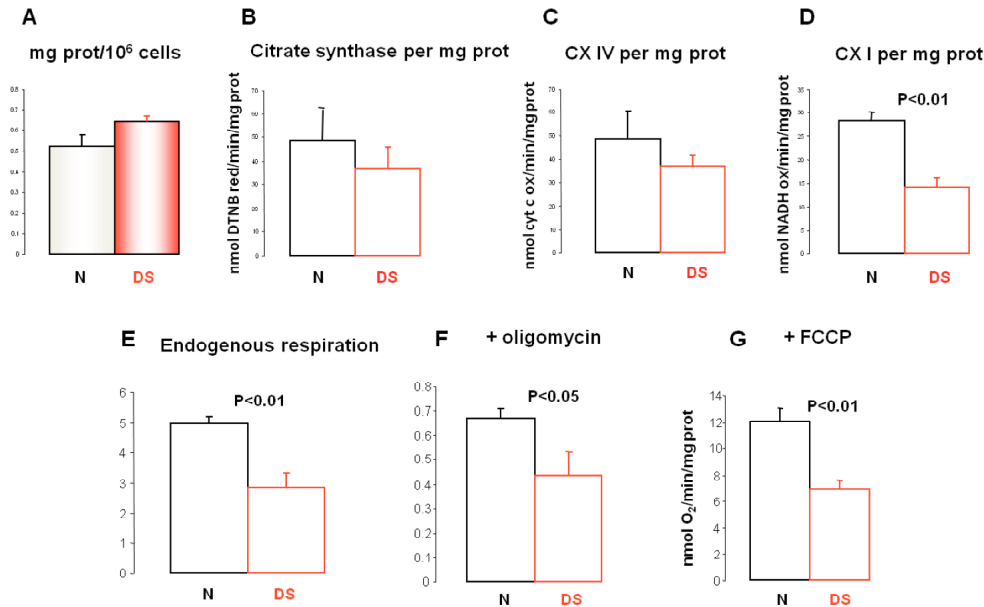 A
mg prot/10⁶ cells
0.8
0.7
0.6
0.5
0.4
0.3
0.2
0.1
0
N DS
B
Citrate synthase per mg prot
nmol DTNB red/min/mg prot
70
60
50
40
30
20
10
0
N DS
C
CX IV per mg prot
nmol cyt c ox/min/mg prot
70
60
50
40
30
20
10
0
N DS
D
CX I per mg prot
P<0.01
nmol NADH ox/min/mg prot
35
30
25
20
15
10
5
0
N DS
E
Endogenous respiration
P<0.01
6
5
4
3
2
1
0
N DS
F
+ oligomycin
P<0.05
0.8
0.7
0.6
0.5
0.4
0.3
0.2
0.1
0
N DS
G
+ FCCP
P<0.01
nmol O₂/min/mg prot
14
12
10
8
6
4
2
0
N DS